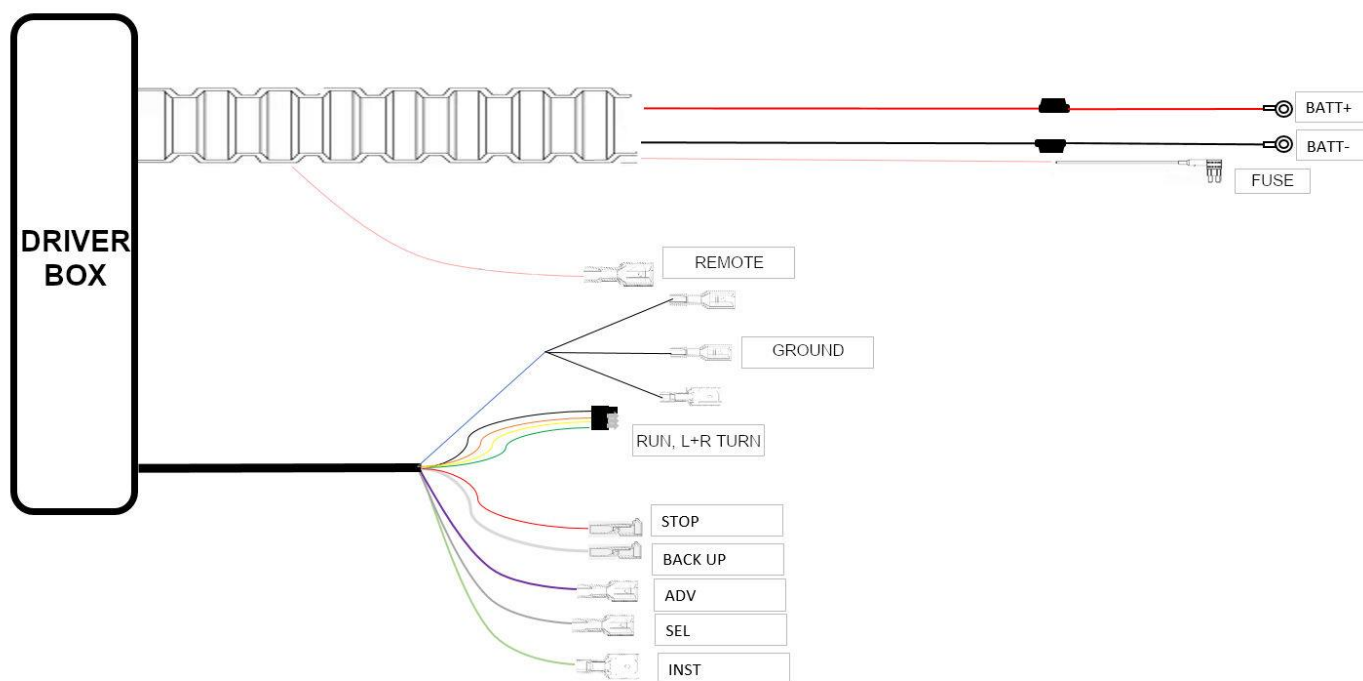 DRIVER
BOX
BATT+
BATT-
FUSE
REMOTE
GROUND
RUN, L+R TURN
STOP
BACK UP
ADV
SEL
INST